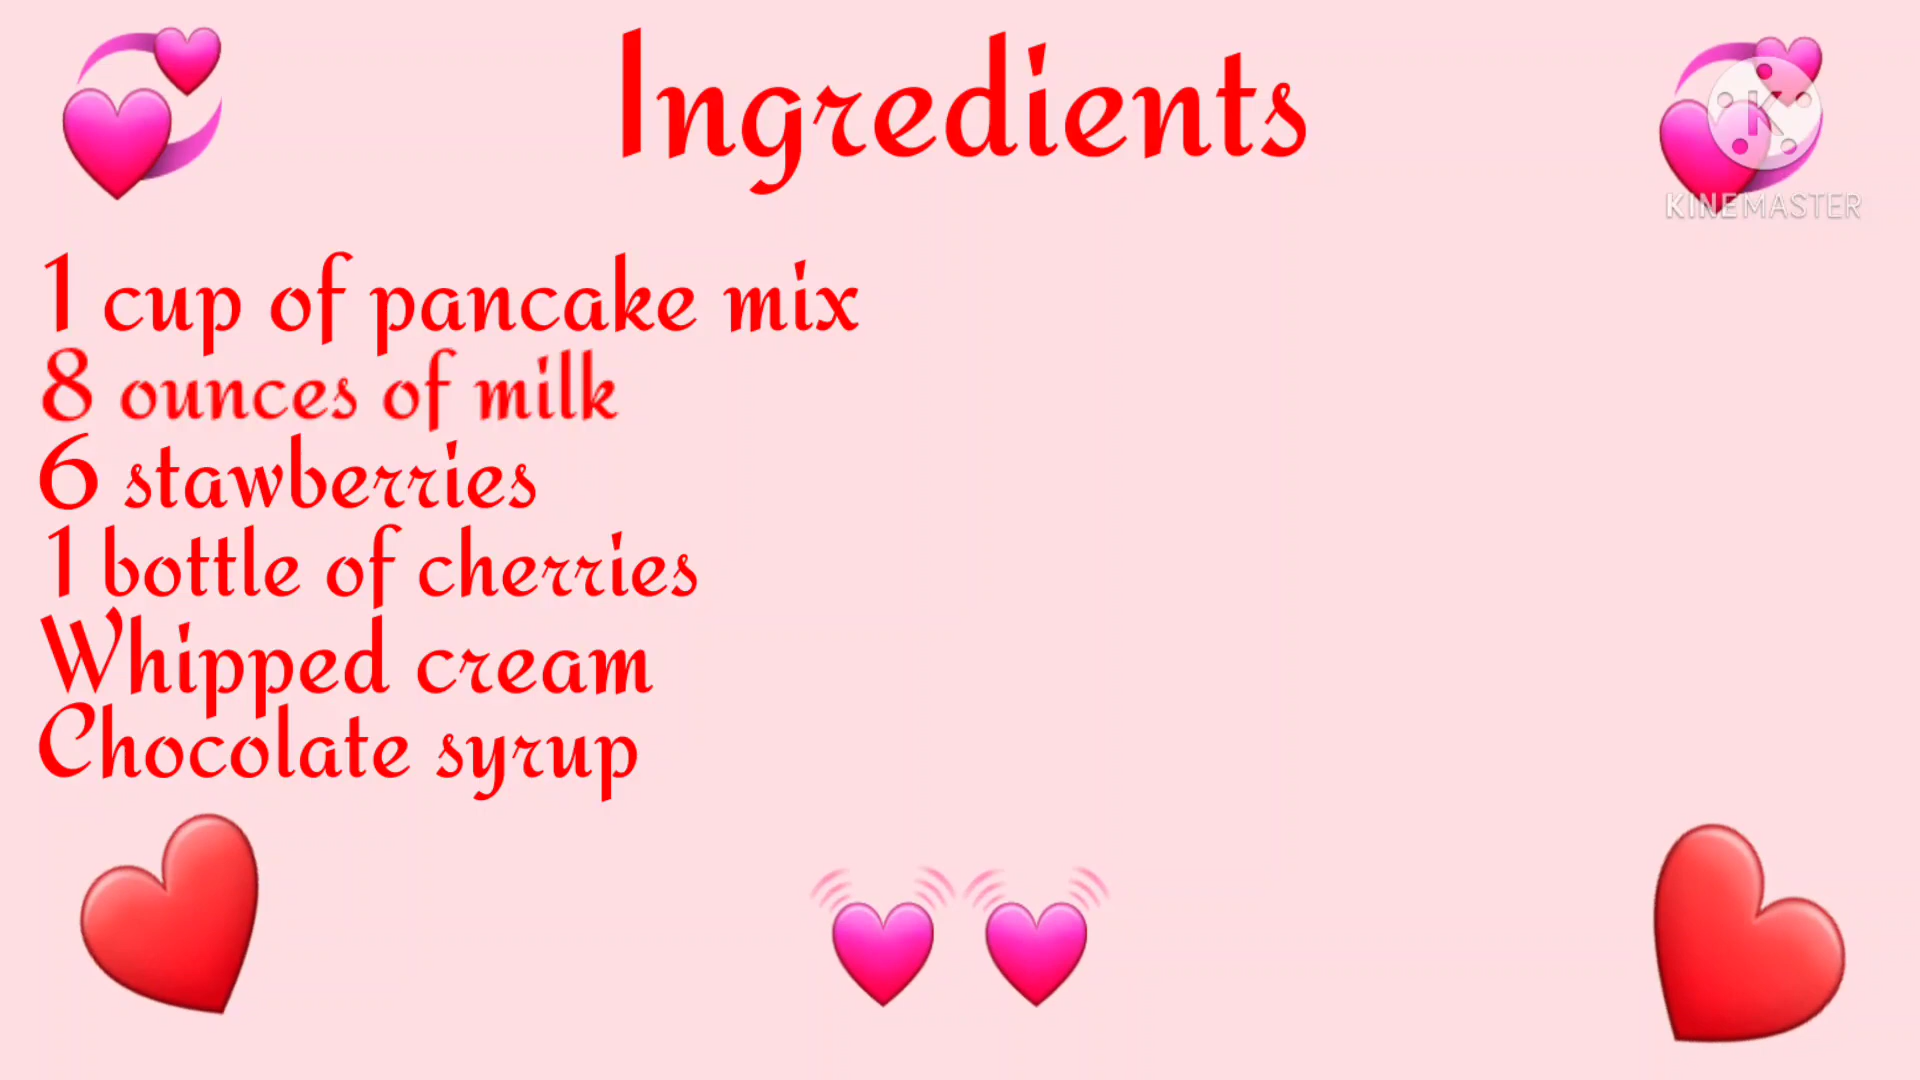 Ingredients
KINEMASTER
1 cup of pancake mix
8 ounces of milk
6 stawberries
1 bottle of cherries
Whipped cream
Chocolate syrup